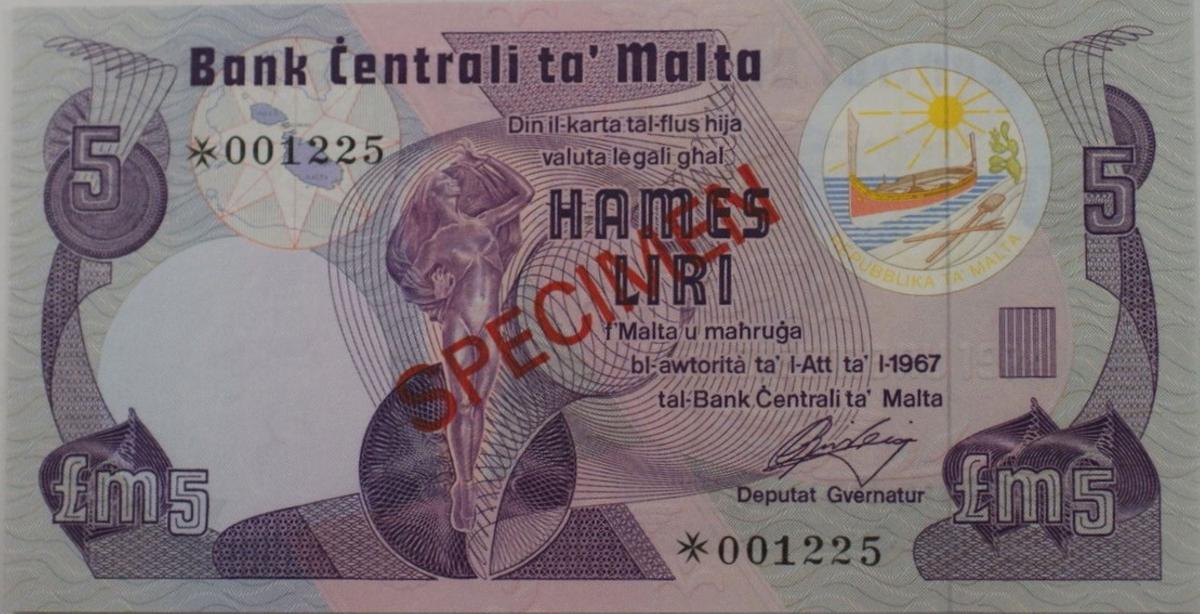 Bank Ċentrali ta' Malta
5
5
*001225
Din il-karta tal-flus hija
valuta legali għal
ĦAMES
LIRI
SPECIMEN
REPUBBLIKA TA' MALTA
f'Malta u maħruġa
bl-awtorità ta' l-Att ta' l-1967
tal-Bank Ċentrali ta' Malta
Deputat Gvernatur
£m5
£m5
*001225